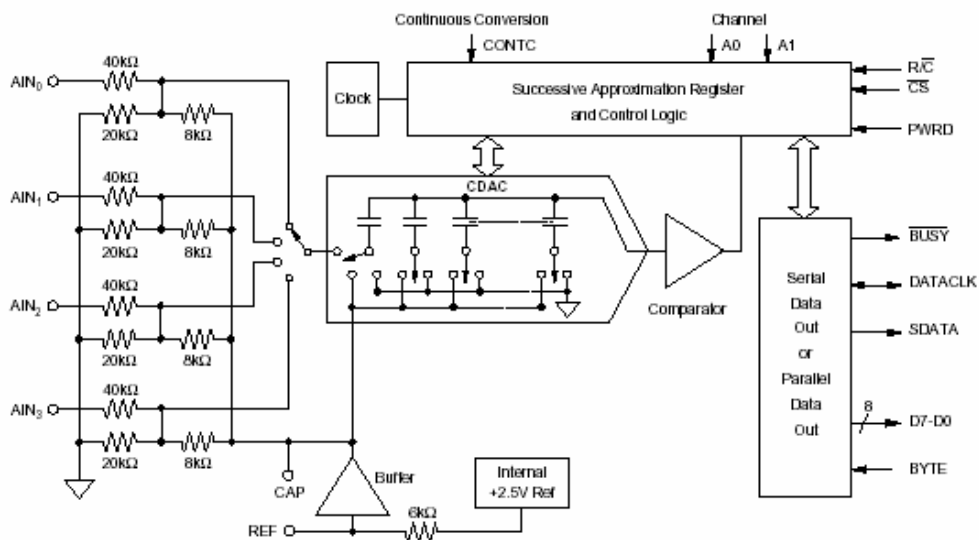 Continuous Conversion
Channel
CONTC
A0
A1
40kΩ
AIN0
20kΩ
8kΩ
Clock
Successive Approximation Register
and Control Logic
R/C̅
C̅S̅
PWRD
40kΩ
AIN1
20kΩ
8kΩ
CDAC
40kΩ
AIN2
20kΩ
8kΩ
Comparator
Serial
Data
Out
or
Parallel
Data
Out
B̅U̅S̅Y̅
DATACLK
SDATA
8
D7-D0
BYTE
40kΩ
AIN3
20kΩ
8kΩ
CAP
Buffer
Internal
+2.5V Ref
6kΩ
REF